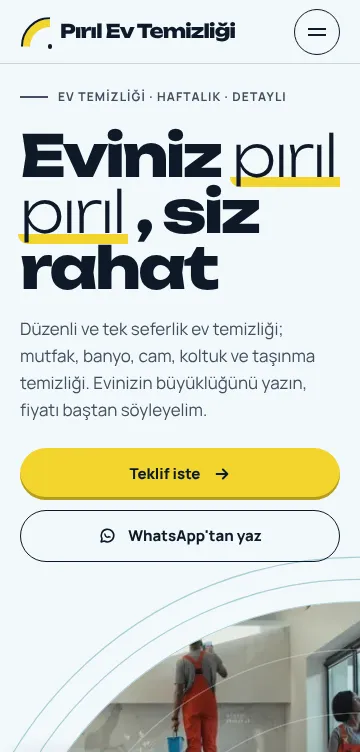 Pırıl Ev Temizliği
EV TEMİZLİĞİ · HAFTALIK · DETAYLI
Eviniz pırıl
pırıl , siz
rahat
Düzenli ve tek seferlik ev temizliği;
mutfak, banyo, cam, koltuk ve taşınma
temizliği. Evinizin büyüklüğünü yazın,
fiyatı baştan söyleyelim.
Teklif iste →
WhatsApp'tan yaz